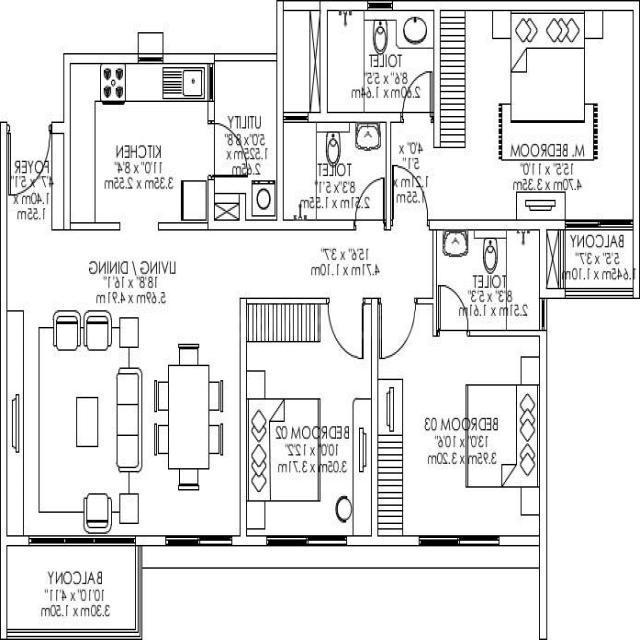 TOILET
8'6" x 5'5"
2.60m x 1.64m
UTILITY
5'0" x 8'8"
1.525m x
2.65m
KITCHEN
11'0" x 8'4"
3.35m x 2.55m
FOYER
4'7" x 5'1"
1.40m x
1.55m
TOILET
8'3" x 5'1"
2.51m x 1.55m
4'0" x
5'1"
1.21m x
1.55m
M. BEDROOM
15'5" x 11'0"
4.70m x 3.35m
BALCONY
5'5" x 3'7"
1.645m x 1.10m
15'6" x 3'7"
4.71m x 1.10m
TOILET
8'3" x 5'3"
2.51m x 1.61m
LIVING / DINING
18'8" x 16'1"
5.69m x 4.91m
BEDROOM 02
10'0" x 12'2"
3.05m x 3.71m
BEDROOM 03
13'0" x 10'6"
3.95m x 3.20m
BALCONY
10'10" x 4'11"
3.30m x 1.50m